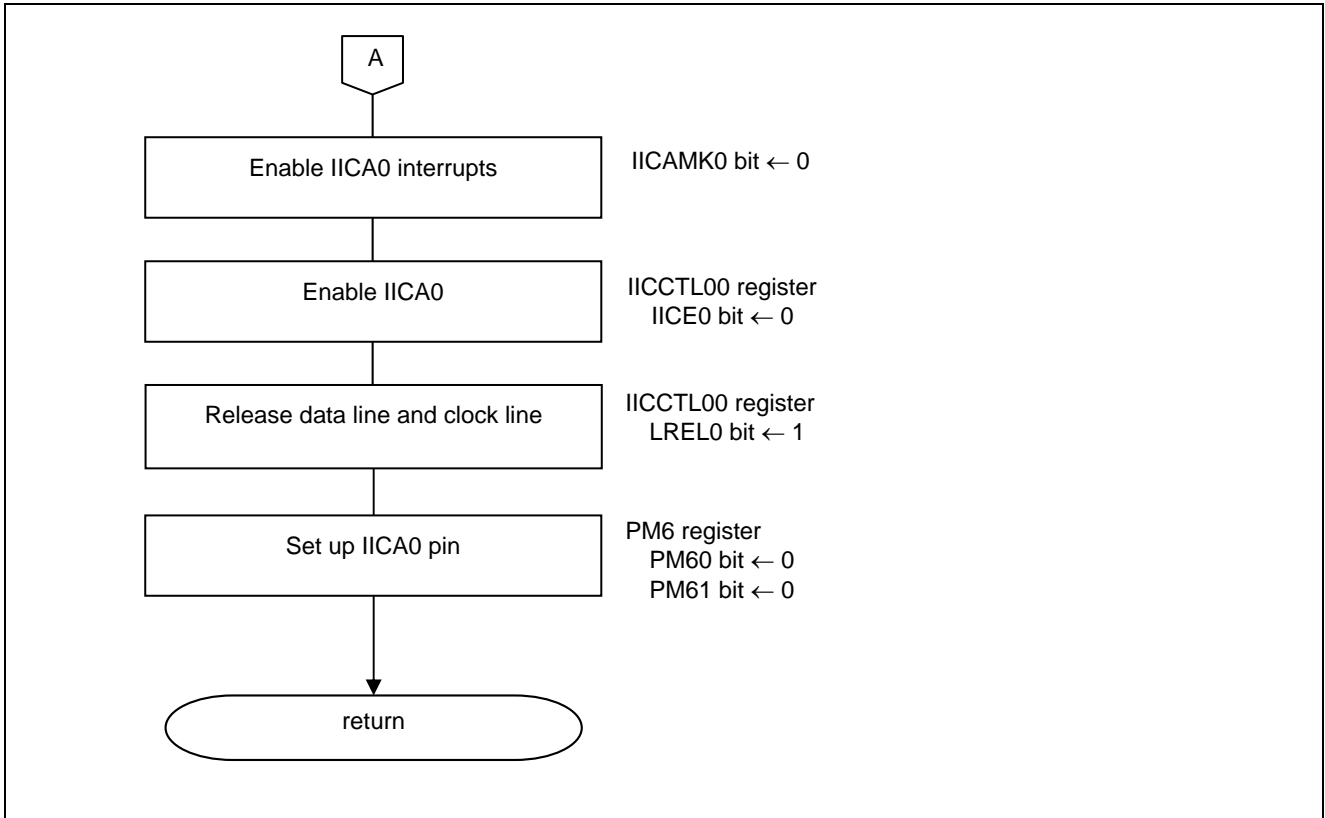 A
Enable IICA0 interrupts
IICAMK0 bit ← 0
Enable IICA0
IICCTL00 register
IICE0 bit ← 0
Release data line and clock line
IICCTL00 register
LREL0 bit ← 1
Set up IICA0 pin
PM6 register
PM60 bit ← 0
PM61 bit ← 0
return